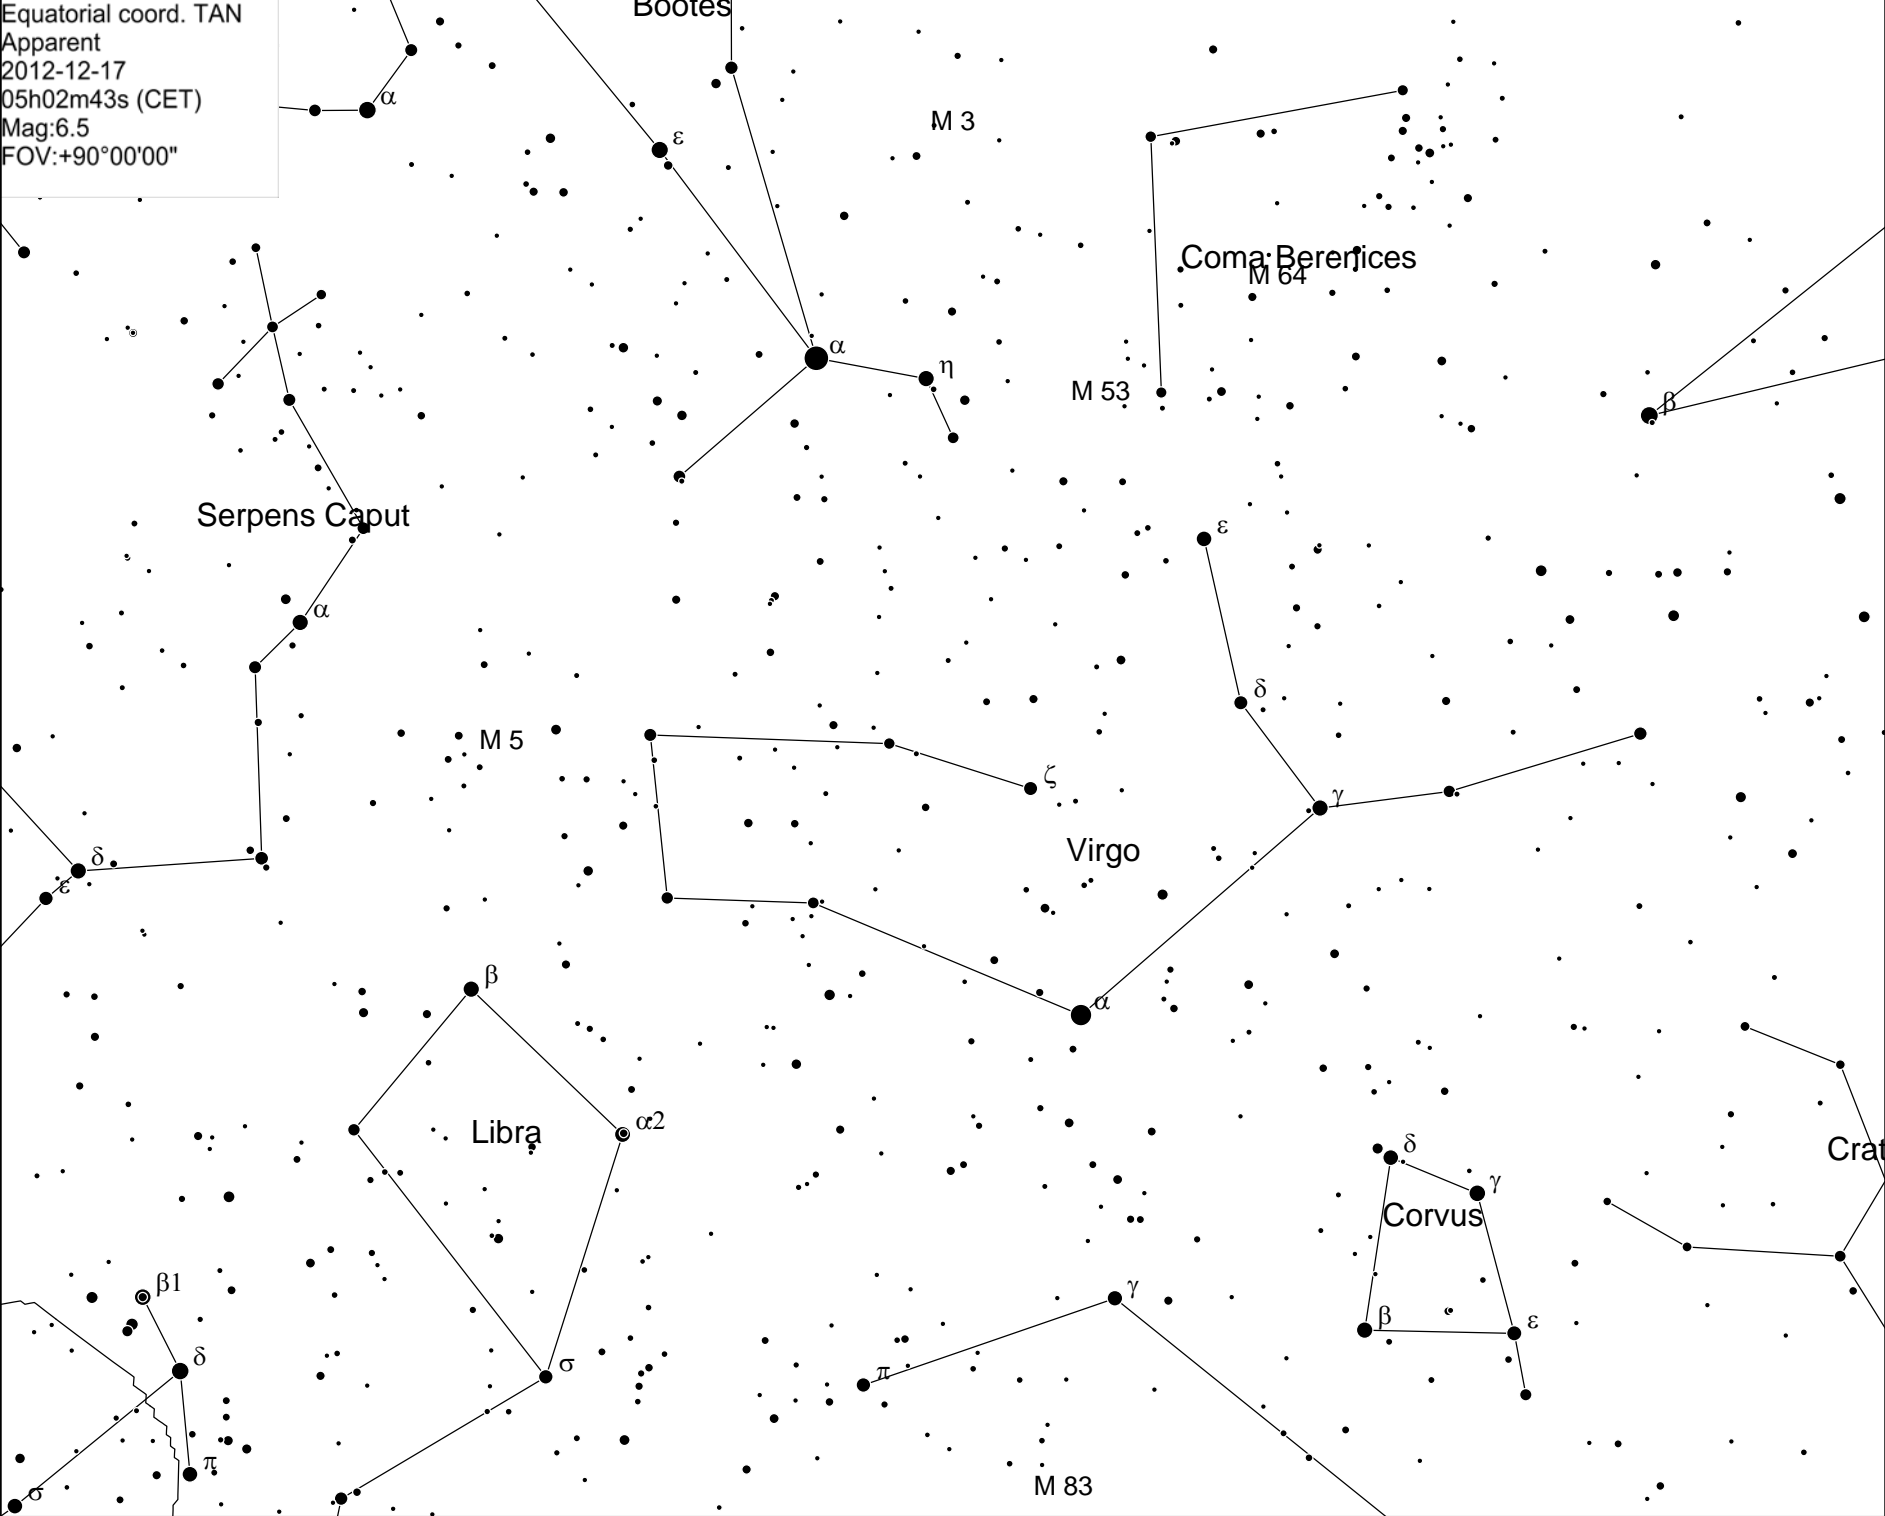 Equatorial coord. TAN
Apparent
2012-12-17
05h02m43s (CET)
Mag:6.5
FOV:+90°00'00"
Bootes
α
M 3
ε
Coma Berenices
M 64
α
η
M 53
β
Serpens Caput
ε
α
δ
M 5
ζ
γ
Virgo
δ
ε
β
α
α2
Libra
δ
Crat
γ
Corvus
β1
γ
β
ε
δ
σ
π
π
M 83
σ